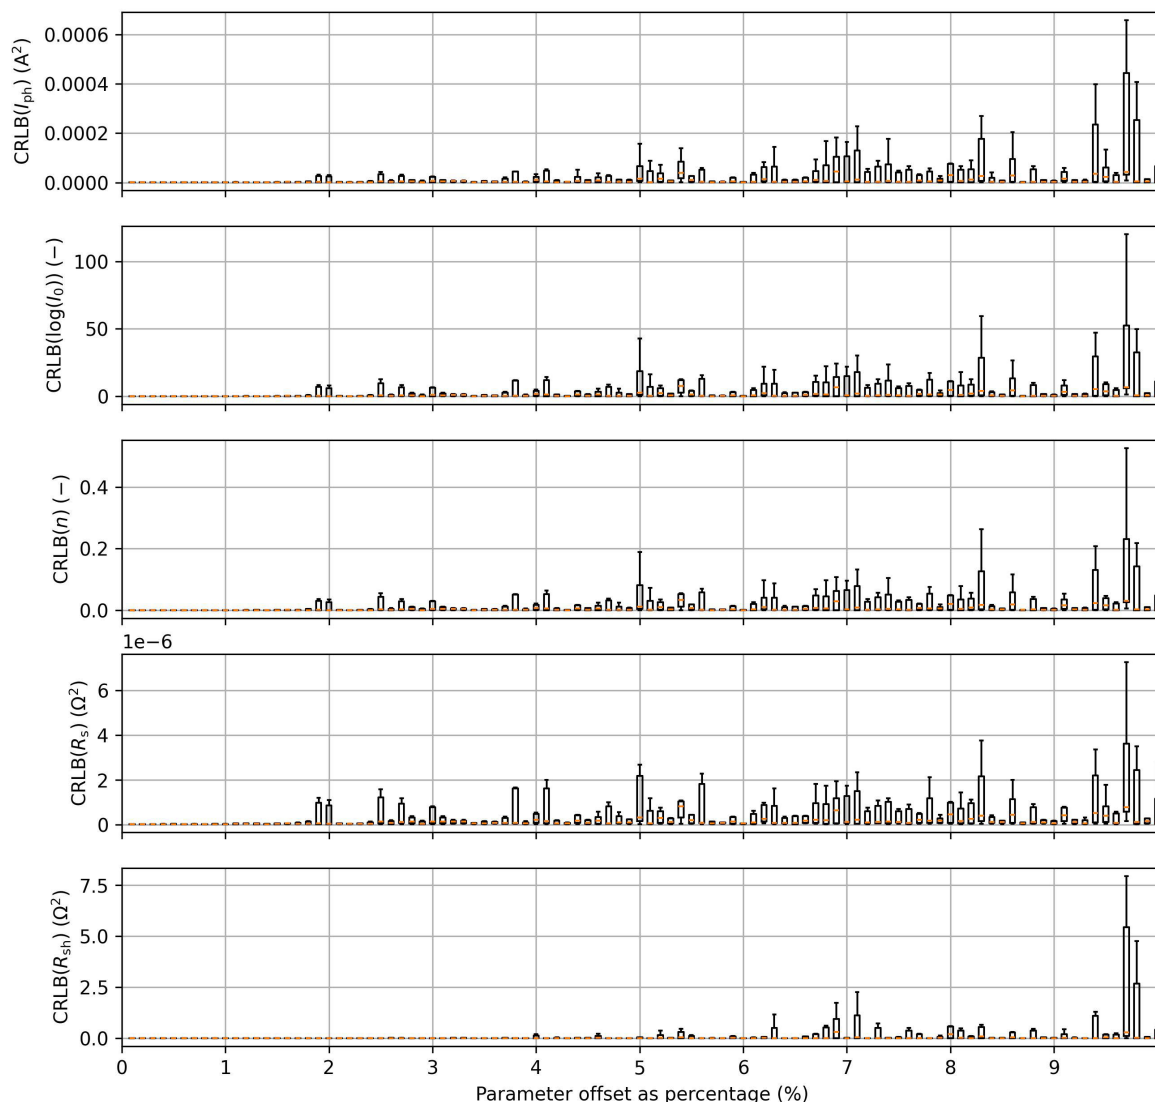 CRLB(I_ph) (A²)
0.0006
0.0004
0.0002
0.0000
CRLB(log(I_0)) (−)
100
50
0
CRLB(n) (−)
0.4
0.2
0.0
1e−6
CRLB(R_s) (Ω²)
6
4
2
0
CRLB(R_sh) (Ω²)
7.5
5.0
2.5
0.0
0 1 2 3 4 5 6 7 8 9
Parameter offset as percentage (%)